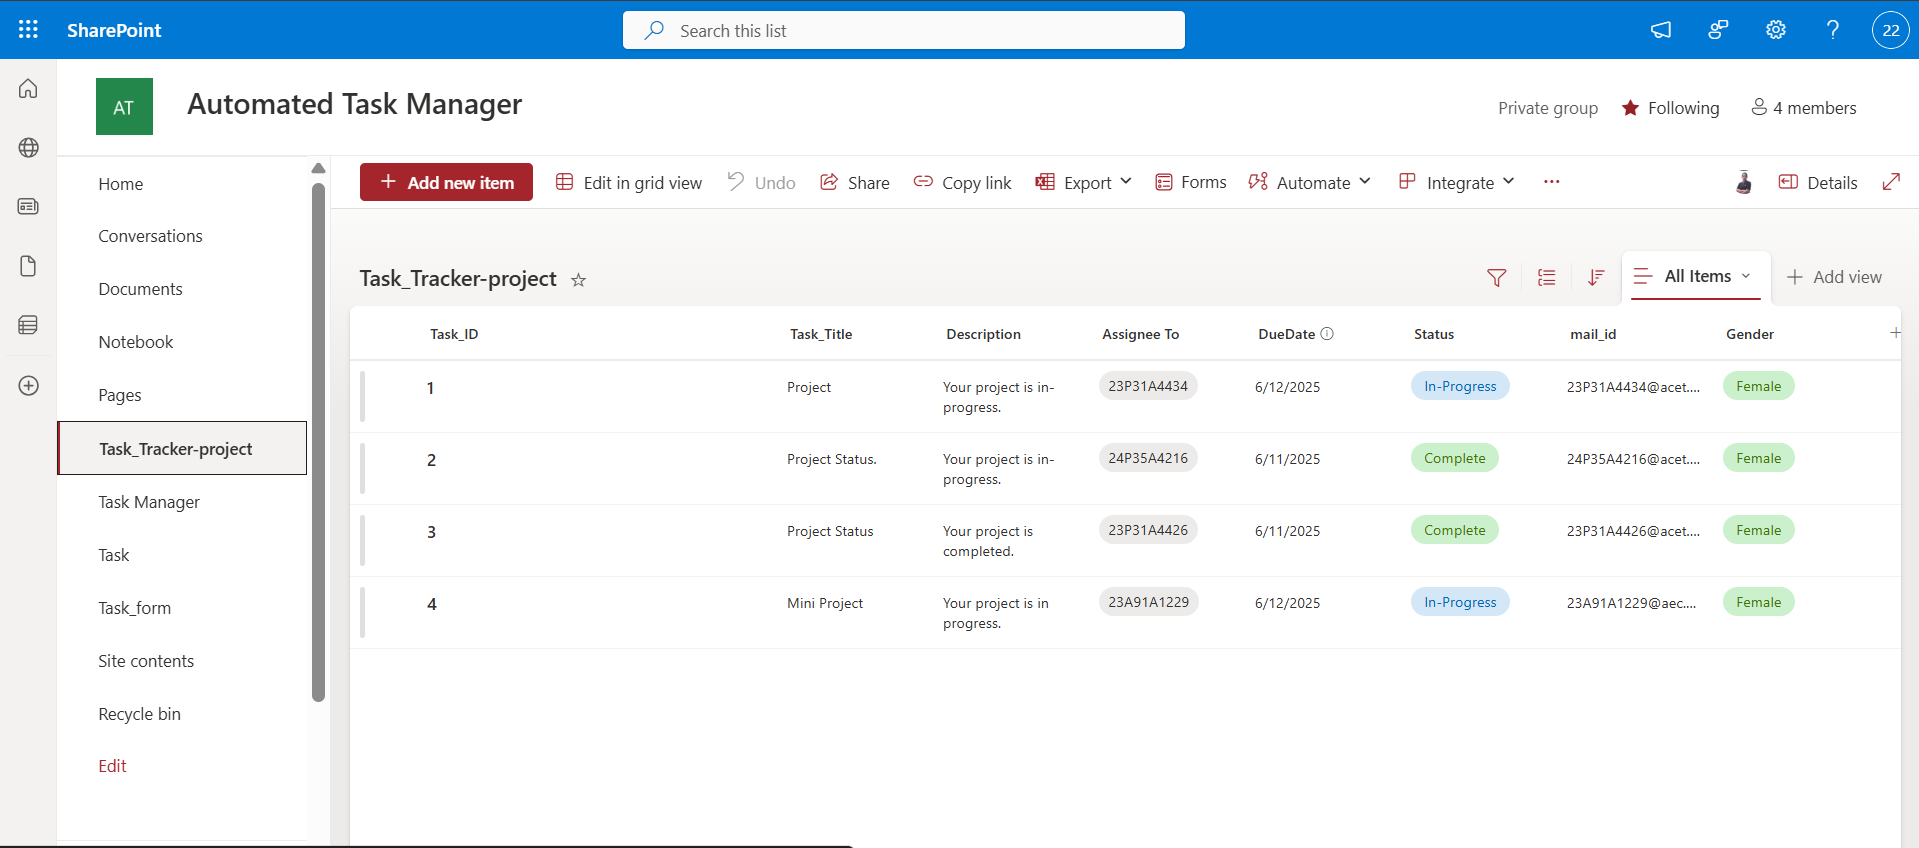 SharePoint
Search this list
22
AT
Automated Task Manager
Private group
Following
4 members
Home
Conversations
Documents
Notebook
Pages
Task_Tracker-project
Task Manager
Task
Task_form
Site contents
Recycle bin
Edit
+ Add new item
Edit in grid view
Undo
Share
Copy link
Export
Forms
Automate
Integrate
...
Details
Task_Tracker-project
All Items
+ Add view
Task_ID Task_Title Description Assignee To DueDate Status mail_id Gender +
1 Project Your project is in- 23P31A4434 6/12/2025 In-Progress 23P31A4434@acet.... Female
progress.
2 Project Status. Your project is in- 24P35A4216 6/11/2025 Complete 24P35A4216@acet.... Female
progress.
3 Project Status Your project is 23P31A4426 6/11/2025 Complete 23P31A4426@acet.... Female
completed.
4 Mini Project Your project is in 23A91A1229 6/12/2025 In-Progress 23A91A1229@aec.... Female
progress.